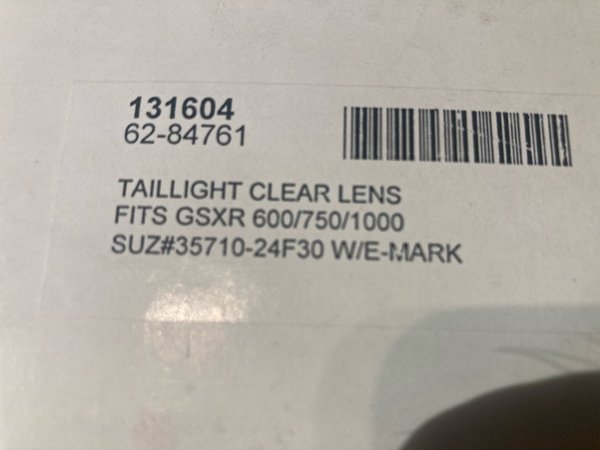 131604
62-84761
TAILLIGHT CLEAR LENS
FITS GSXR 600/750/1000
SUZ#35710-24F30 W/E-MARK